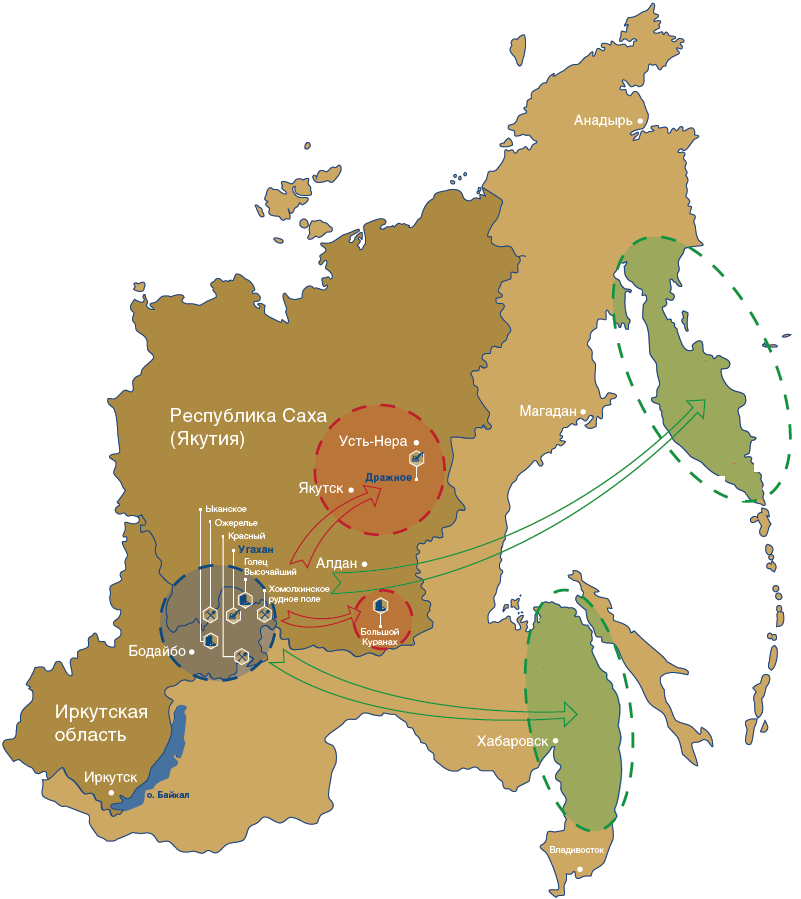 Анадырь
Магадан
Республика Саха
(Якутия)
Усть-Нера
Дражное
Якутск
Ыканское
Ожерелье
Красный
Угахан
Голец
Высочайший
Хомолхинское
рудное поле
Алдан
Большой
Куранах
Бодайбо
Иркутская
область
Хабаровск
Иркутск
о. Байкал
Владивосток